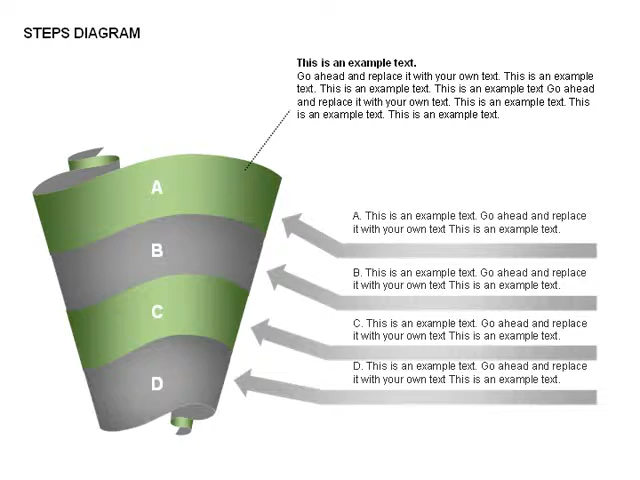 STEPS DIAGRAM
This is an example text.
Go ahead and replace it with your own text. This is an example
text. This is an example text. This is an example text Go ahead
and replace it with your own text. This is an example text. This
is an example text. This is an example text.
A
B
C
D
A. This is an example text. Go ahead and replace
it with your own text This is an example text.
B. This is an example text. Go ahead and replace
it with your own text This is an example text.
C. This is an example text. Go ahead and replace
it with your own text This is an example text.
D. This is an example text. Go ahead and replace
it with your own text This is an example text.